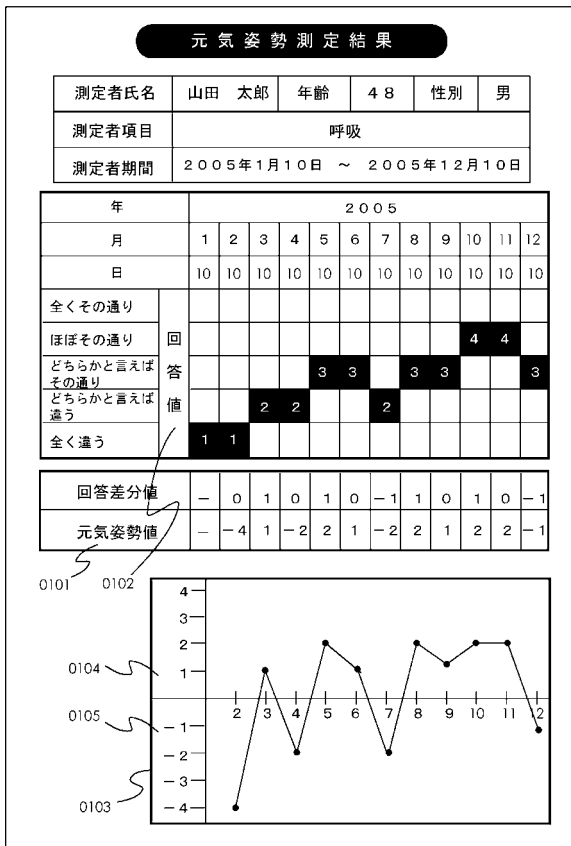 元気姿勢測定結果
測定者氏名 山田 太郎 年齢 48 性別 男
測定者項目 呼吸
測定者期間 2005年1月10日 ～ 2005年12月10日
年 2005
月 1 2 3 4 5 6 7 8 9 10 11 12
日 10 10 10 10 10 10 10 10 10 10 10 10
全くその通り
ほぼその通り 4 4
どちらかと言えば
その通り 3 3 3 3 3
どちらかと言えば
違う 2 2 2
全く違う 1 1
回答値
回答差分値 － 0 1 0 1 0 －1 1 0 1 0 －1
元気姿勢値 － －4 1 －2 2 1 －2 2 1 2 2 －1
0101
0102
4
3
2
0104
1
2 3 4 5 6 7 8 9 10 11 12
0105
－1
－2
－3
0103
－4